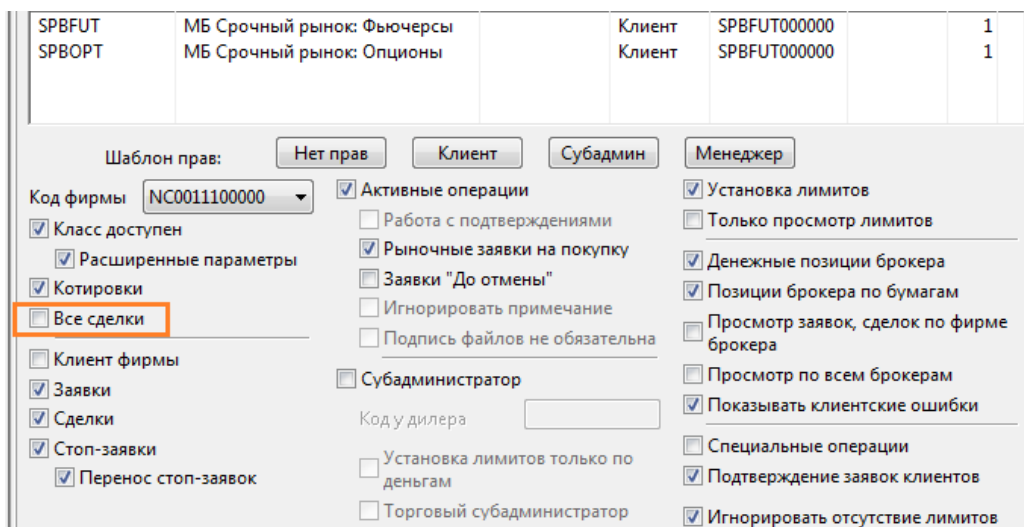 SPBFUT МБ Срочный рынок: Фьючерсы Клиент SPBFUT000000 1
SPBOPT МБ Срочный рынок: Опционы Клиент SPBFUT000000 1
Шаблон прав: Нет прав Клиент Субадмин Менеджер
Код фирмы NC0011100000
Класс доступен
Расширенные параметры
Котировки
Все сделки
Клиент фирмы
Заявки
Сделки
Стоп-заявки
Перенос стоп-заявок
Активные операции
Работа с подтверждениями
Рыночные заявки на покупку
Заявки "До отмены"
Игнорировать примечание
Подпись файлов не обязательна
Субадминистратор
Код у дилера
Установка лимитов только по
деньгам
Торговый субадминистратор
Установка лимитов
Только просмотр лимитов
Денежные позиции брокера
Позиции брокера по бумагам
Просмотр заявок, сделок по фирме
брокера
Просмотр по всем брокерам
Показывать клиентские ошибки
Специальные операции
Подтверждение заявок клиентов
Игнорировать отсутствие лимитов